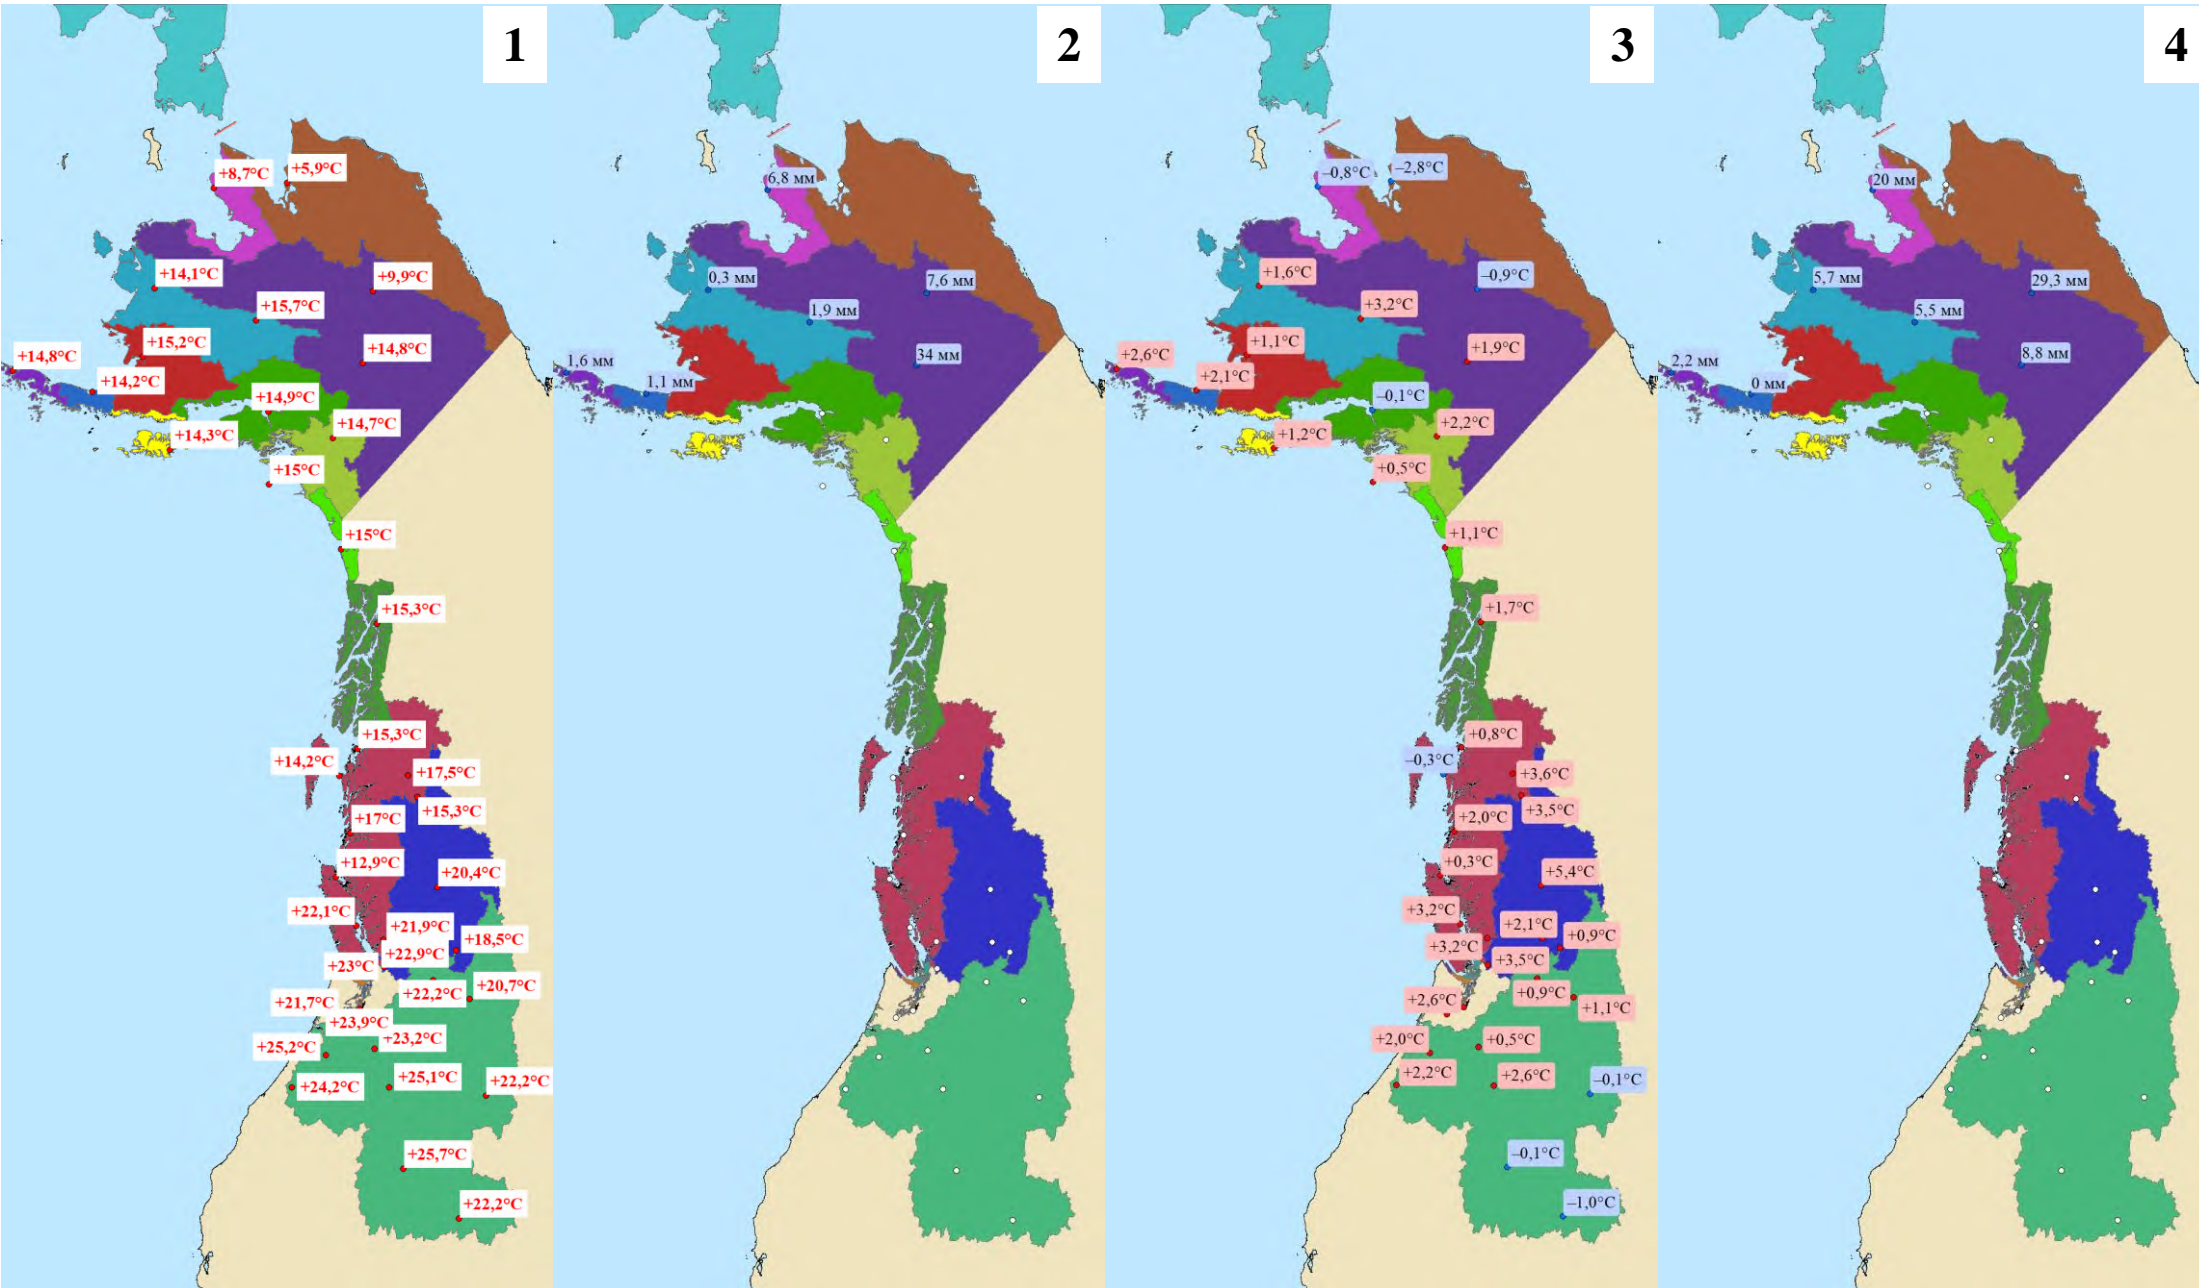 1
+8,7°C
+5,9°C
+14,1°C
+9,9°C
+15,7°C
+15,2°C
+14,8°C
+14,8°C
+14,2°C
+14,9°C
+14,7°C
+14,3°C
+15°C
+15°C
+15,3°C
+15,3°C
+14,2°C
+17,5°C
+15,3°C
+17°C
+12,9°C
+20,4°C
+22,1°C
+21,9°C
+18,5°C
+22,9°C
+23°C
+22,2°C
+20,7°C
+21,7°C
+23,9°C
+23,2°C
+25,2°C
+25,1°C
+24,2°C
+22,2°C
+25,7°C
+22,2°C
2
6,8 мм
0,3 мм
7,6 мм
1,9 мм
34 мм
1,6 мм
1,1 мм
3
–0,8°C
–2,8°C
+1,6°C
–0,9°C
+3,2°C
+1,1°C
+1,9°C
+2,6°C
+2,1°C
–0,1°C
+2,2°C
+1,2°C
+0,5°C
+1,1°C
+1,7°C
+0,8°C
–0,3°C
+3,6°C
+3,5°C
+2,0°C
+0,3°C
+5,4°C
+3,2°C
+2,1°C
+0,9°C
+3,2°C
+3,5°C
+0,9°C
+2,6°C
+1,1°C
+2,0°C
+0,5°C
+2,2°C
+2,6°C
–0,1°C
–0,1°C
–1,0°C
4
20 мм
5,7 мм
29,3 мм
5,5 мм
8,8 мм
2,2 мм
0 мм